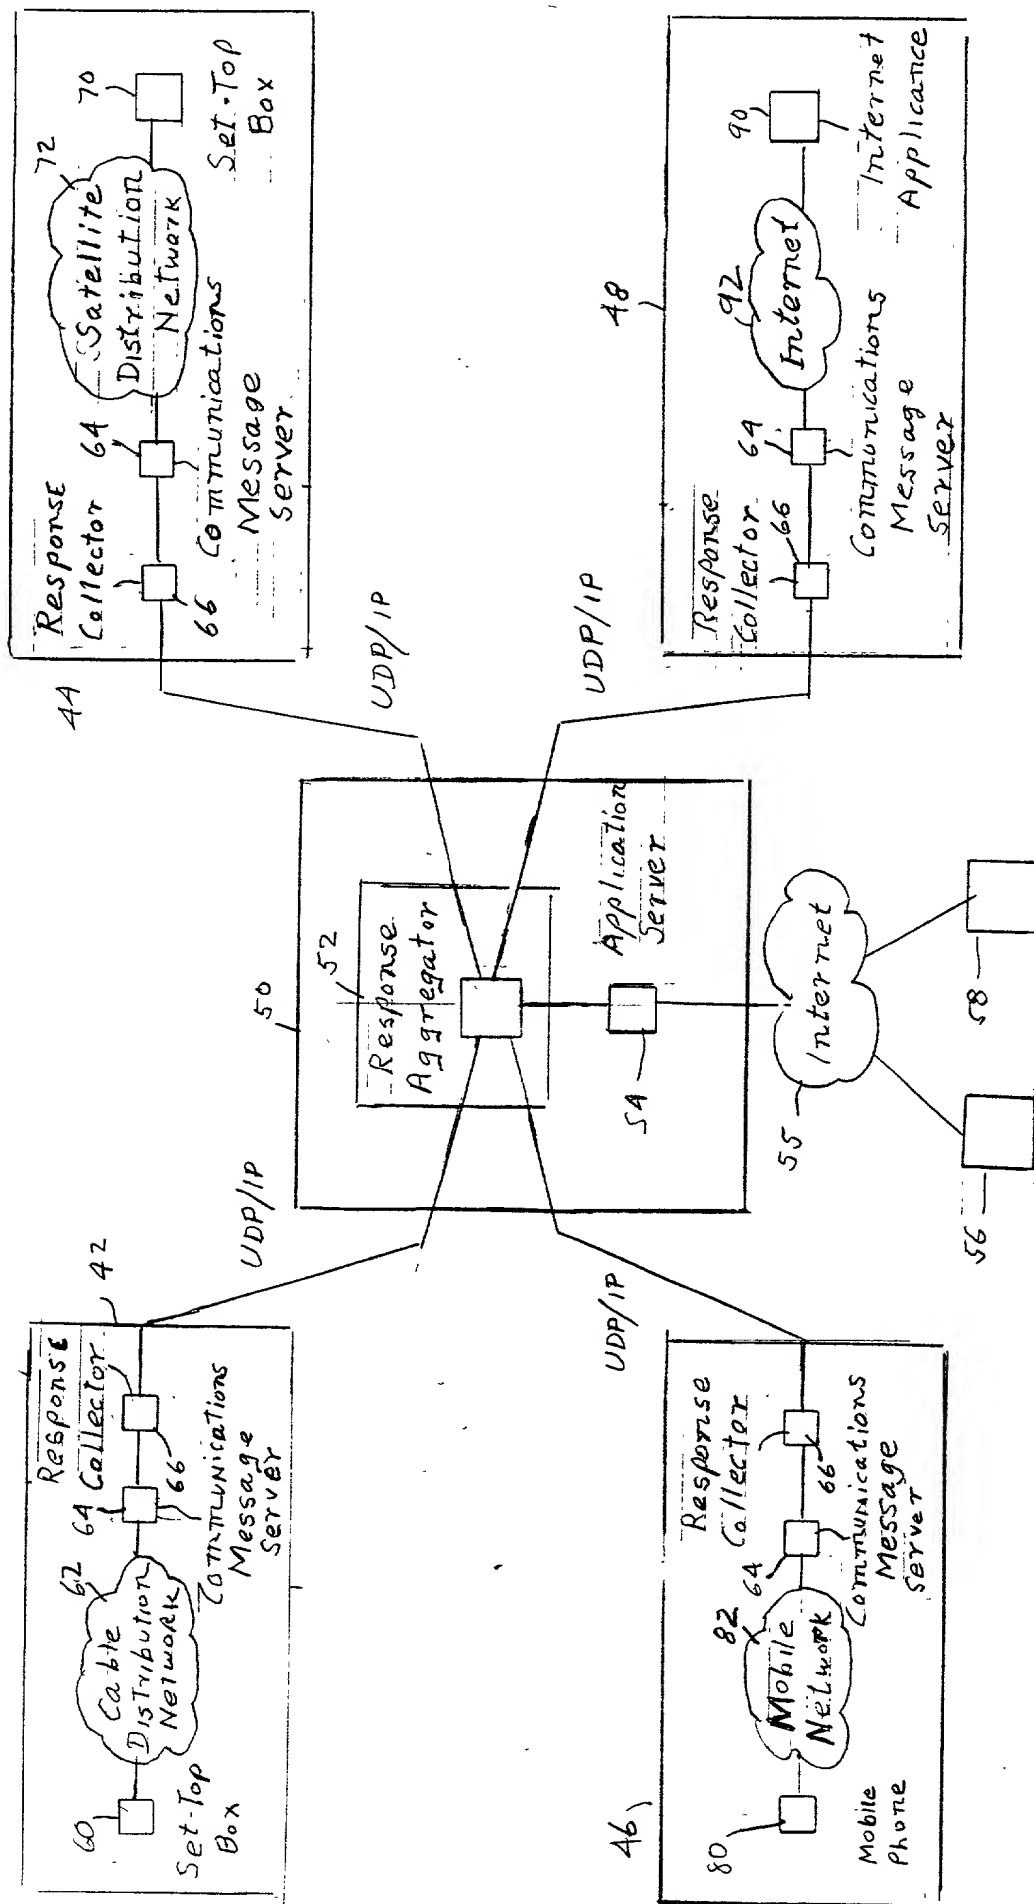 RESPONSE
Collector
42
64
66
62
Cable
Distribution
Network
60
Set-Top
Box
Communications
Message
Server
UDP/IP
44
Response
Collector
64
66
72
Satellite
Distribution
Network
70
Set-Top
Box
Communications
Message
Server
UDP/IP
50
52
Response
Aggregator
Application
Server
54
55
Internet
56
58
UDP/IP
46
Response
Collector
64
66
82
Mobile
Network
80
Mobile
Phone
Communications
Message
Server
UDP/IP
48
Response
Collector
66
64
92
Internet
90
Internet
Applicance
Communications
Message
Server